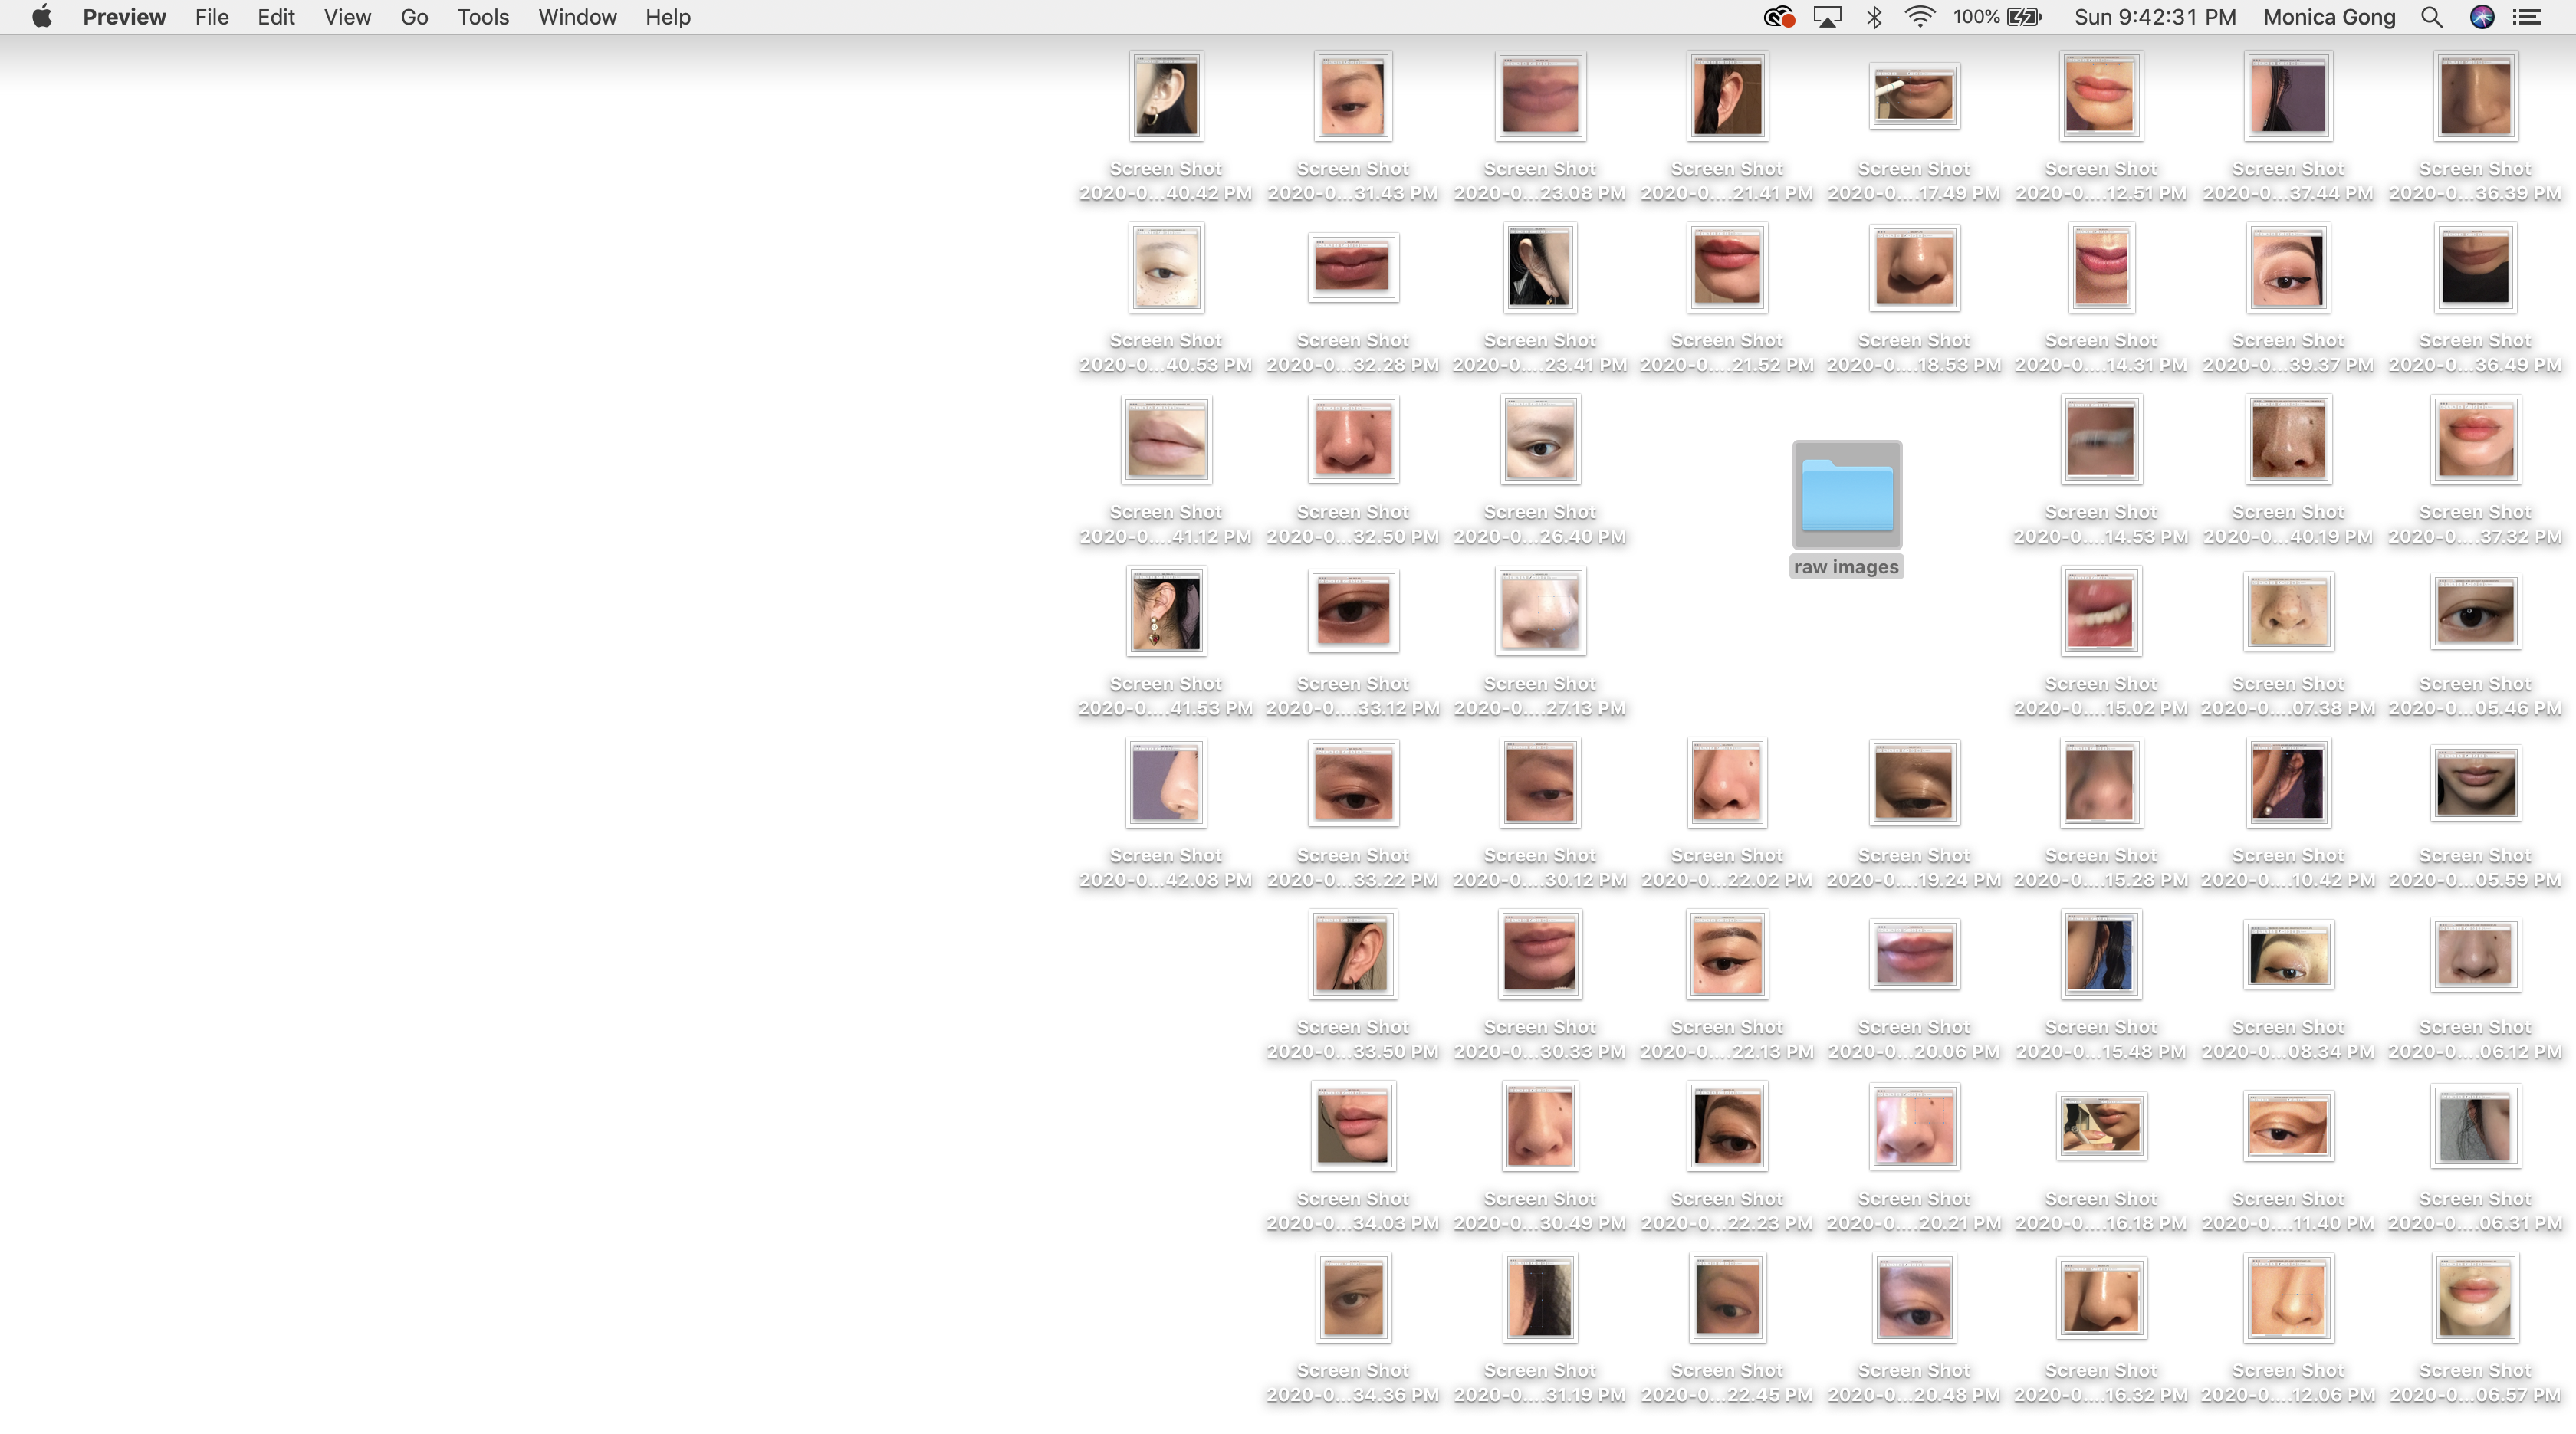 Preview File Edit View Go Tools Window Help 100% Sun 9:42:31 PM Monica Gong
Screen Shot Screen Shot Screen Shot Screen Shot Screen Shot Screen Shot Screen Shot Screen Shot
2020-0...40.42 PM 2020-0...31.43 PM 2020-0...23.08 PM 2020-0....21.41 PM 2020-0....17.49 PM 2020-0....12.51 PM 2020-0...37.44 PM 2020-0...36.39 PM
Screen Shot Screen Shot Screen Shot Screen Shot Screen Shot Screen Shot Screen Shot Screen Shot
2020-0...40.53 PM 2020-0...32.28 PM 2020-0....23.41 PM 2020-0....21.52 PM 2020-0....18.53 PM 2020-0....14.31 PM 2020-0...39.37 PM 2020-0...36.49 PM
Screen Shot Screen Shot Screen Shot Screen Shot Screen Shot Screen Shot
2020-0....41.12 PM 2020-0...32.50 PM 2020-0...26.40 PM 2020-0....14.53 PM 2020-0...40.19 PM 2020-0....37.32 PM
raw images
Screen Shot Screen Shot Screen Shot Screen Shot Screen Shot Screen Shot
2020-0....41.53 PM 2020-0....33.12 PM 2020-0....27.13 PM 2020-0....15.02 PM 2020-0....07.38 PM 2020-0...05.46 PM
Screen Shot Screen Shot Screen Shot Screen Shot Screen Shot Screen Shot Screen Shot Screen Shot
2020-0...42.08 PM 2020-0...33.22 PM 2020-0....30.12 PM 2020-0...22.02 PM 2020-0....19.24 PM 2020-0....15.28 PM 2020-0....10.42 PM 2020-0...05.59 PM
Screen Shot Screen Shot Screen Shot Screen Shot Screen Shot Screen Shot Screen Shot
2020-0...33.50 PM 2020-0...30.33 PM 2020-0....22.13 PM 2020-0...20.06 PM 2020-0....15.48 PM 2020-0...08.34 PM 2020-0....06.12 PM
Screen Shot Screen Shot Screen Shot Screen Shot Screen Shot Screen Shot Screen Shot
2020-0...34.03 PM 2020-0...30.49 PM 2020-0...22.23 PM 2020-0....20.21 PM 2020-0....16.18 PM 2020-0....11.40 PM 2020-0....06.31 PM
Screen Shot Screen Shot Screen Shot Screen Shot Screen Shot Screen Shot Screen Shot
2020-0...34.36 PM 2020-0....31.19 PM 2020-0...22.45 PM 2020-0...20.48 PM 2020-0....16.32 PM 2020-0....12.06 PM 2020-0...06.57 PM